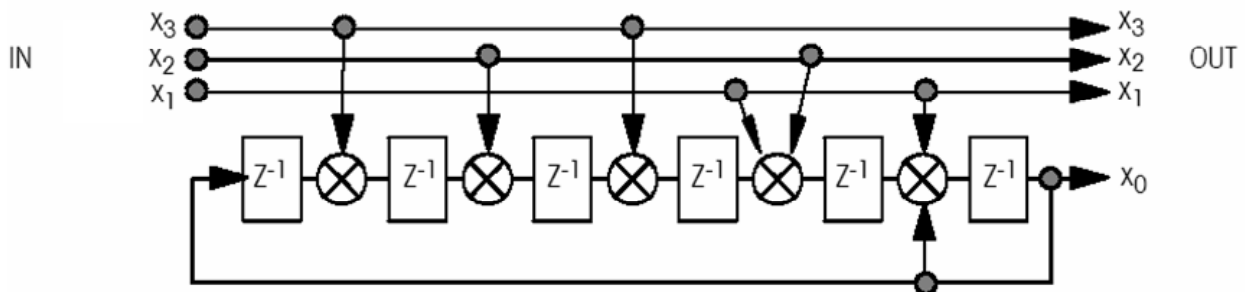 X3 X3
IN X2 X2 OUT
X1 X1
Z-1 Z-1 Z-1 Z-1 Z-1 Z-1 X0